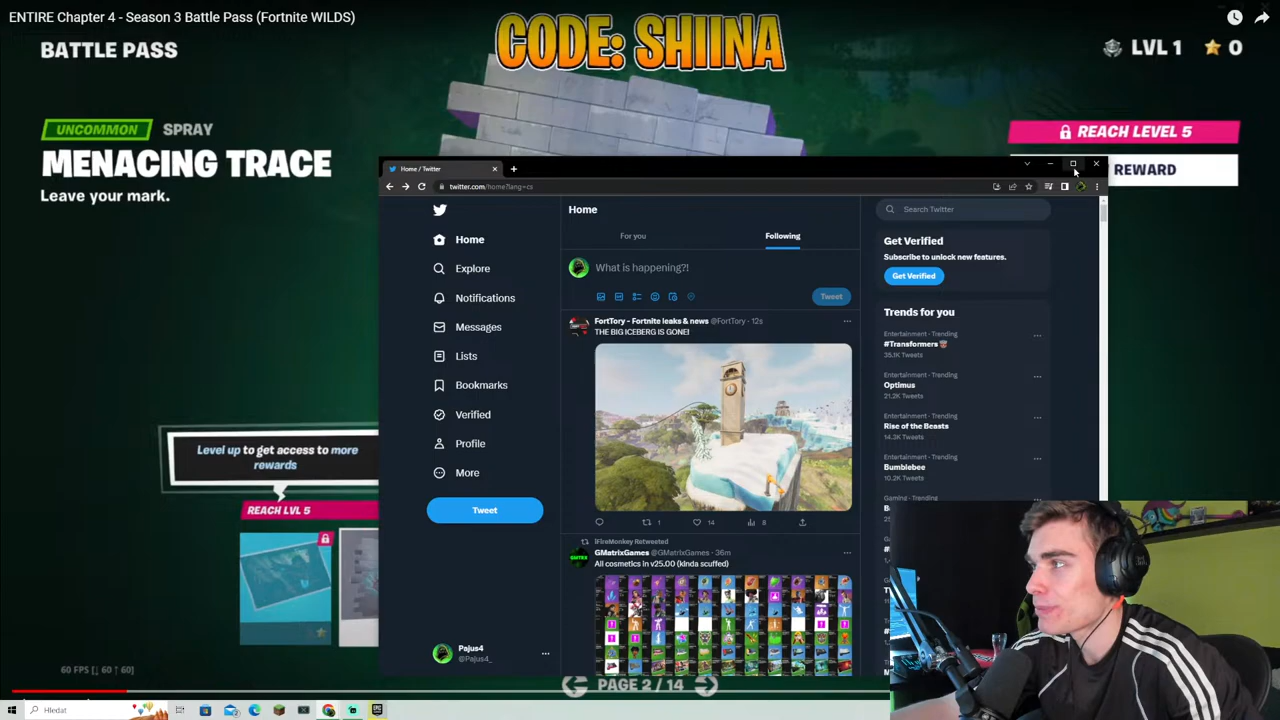 ENTIRE Chapter 4 - Season 3 Battle Pass (Fortnite WILDS)
BATTLE PASS
CODE: SHIINA
LVL 1
0
UNCOMMON SPRAY
MENACING TRACE
Leave your mark.
REACH LEVEL 5
REWARD
Home / Twitter
twitter.com/home?lang=cs
Home
Explore
Notifications
Messages
Lists
Bookmarks
Verified
Profile
More
Tweet
Pajus4
@Pajus4_
Home
For you
Following
What is happening?!
Tweet
FortTory - Fortnite leaks & news @FortTory · 12s
THE BIG ICEBERG IS GONE!
1
14
8
iFireMonkey Retweeted
GMatrixGames @GMatrixGames · 36m
All cosmetics in v25.00 (kinda scuffed)
Search Twitter
Get Verified
Subscribe to unlock new features.
Get Verified
Trends for you
Entertainment · Trending
#Transformers
35.1K Tweets
Entertainment · Trending
Optimus
21.2K Tweets
Entertainment · Trending
Rise of the Beasts
14.3K Tweets
Entertainment · Trending
Bumblebee
10.2K Tweets
Gaming · Trending
Level up to get access to more
rewards
REACH LVL 5
60 FPS [↓ 60 ↑ 60]
PAGE 2 / 14
Hledat